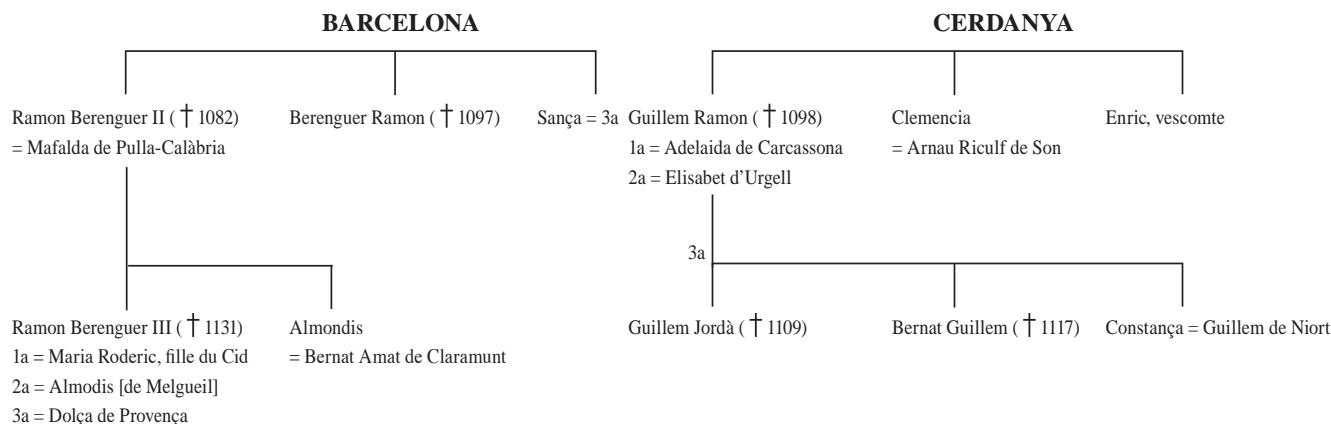 BARCELONA
CERDANYA
Ramon Berenguer II († 1082)
= Mafalda de Pulla-Calàbria
Berenguer Ramon († 1097)
Sança = 3a
Guillem Ramon († 1098)
1a = Adelaida de Carcassona
2a = Elisabet d’Urgell
Clemencia
= Arnau Riculf de Son
Enric, vescomte
3a
Ramon Berenguer III († 1131)
1a = Maria Roderic, fille du Cid
2a = Almodis [de Melgueil]
3a = Dolça de Provença
Almondis
= Bernat Amat de Claramunt
Guillem Jordà († 1109)
Bernat Guillem († 1117)
Constança = Guillem de Niort